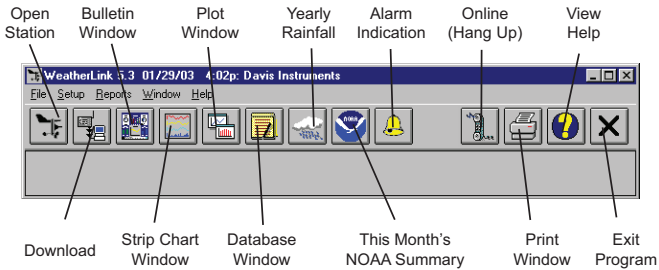 Open Station
Bulletin Window
Plot Window
Yearly Rainfall
Alarm Indication
Online (Hang Up)
View Help
WeatherLink 5.3 01/29/03 4:02p: Davis Instruments
File Setup Reports Window Help
NOAA
Download
Strip Chart Window
Database Window
This Month's NOAA Summary
Print Window
Exit Program